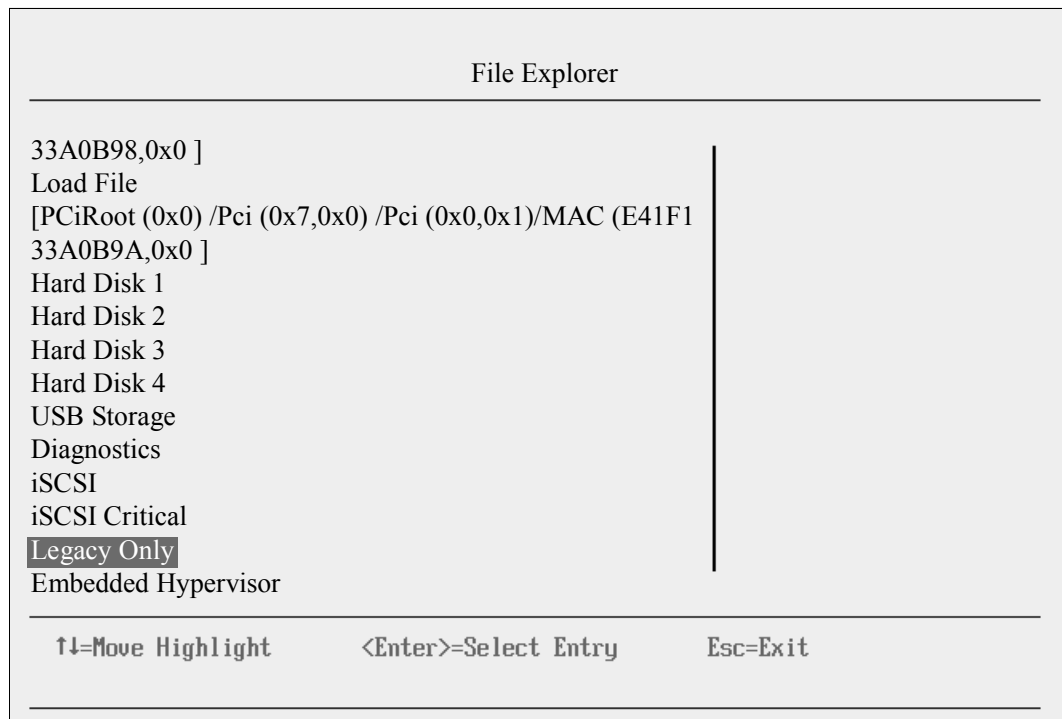 File Explorer
33A0B98,0x0 ]
Load File
[PCiRoot (0x0) /Pci (0x7,0x0) /Pci (0x0,0x1)/MAC (E41F1
33A0B9A,0x0 ]
Hard Disk 1
Hard Disk 2
Hard Disk 3
Hard Disk 4
USB Storage
Diagnostics
iSCSI
iSCSI Critical
Legacy Only
Embedded Hypervisor
↑↓=Move Highlight <Enter>=Select Entry Esc=Exit